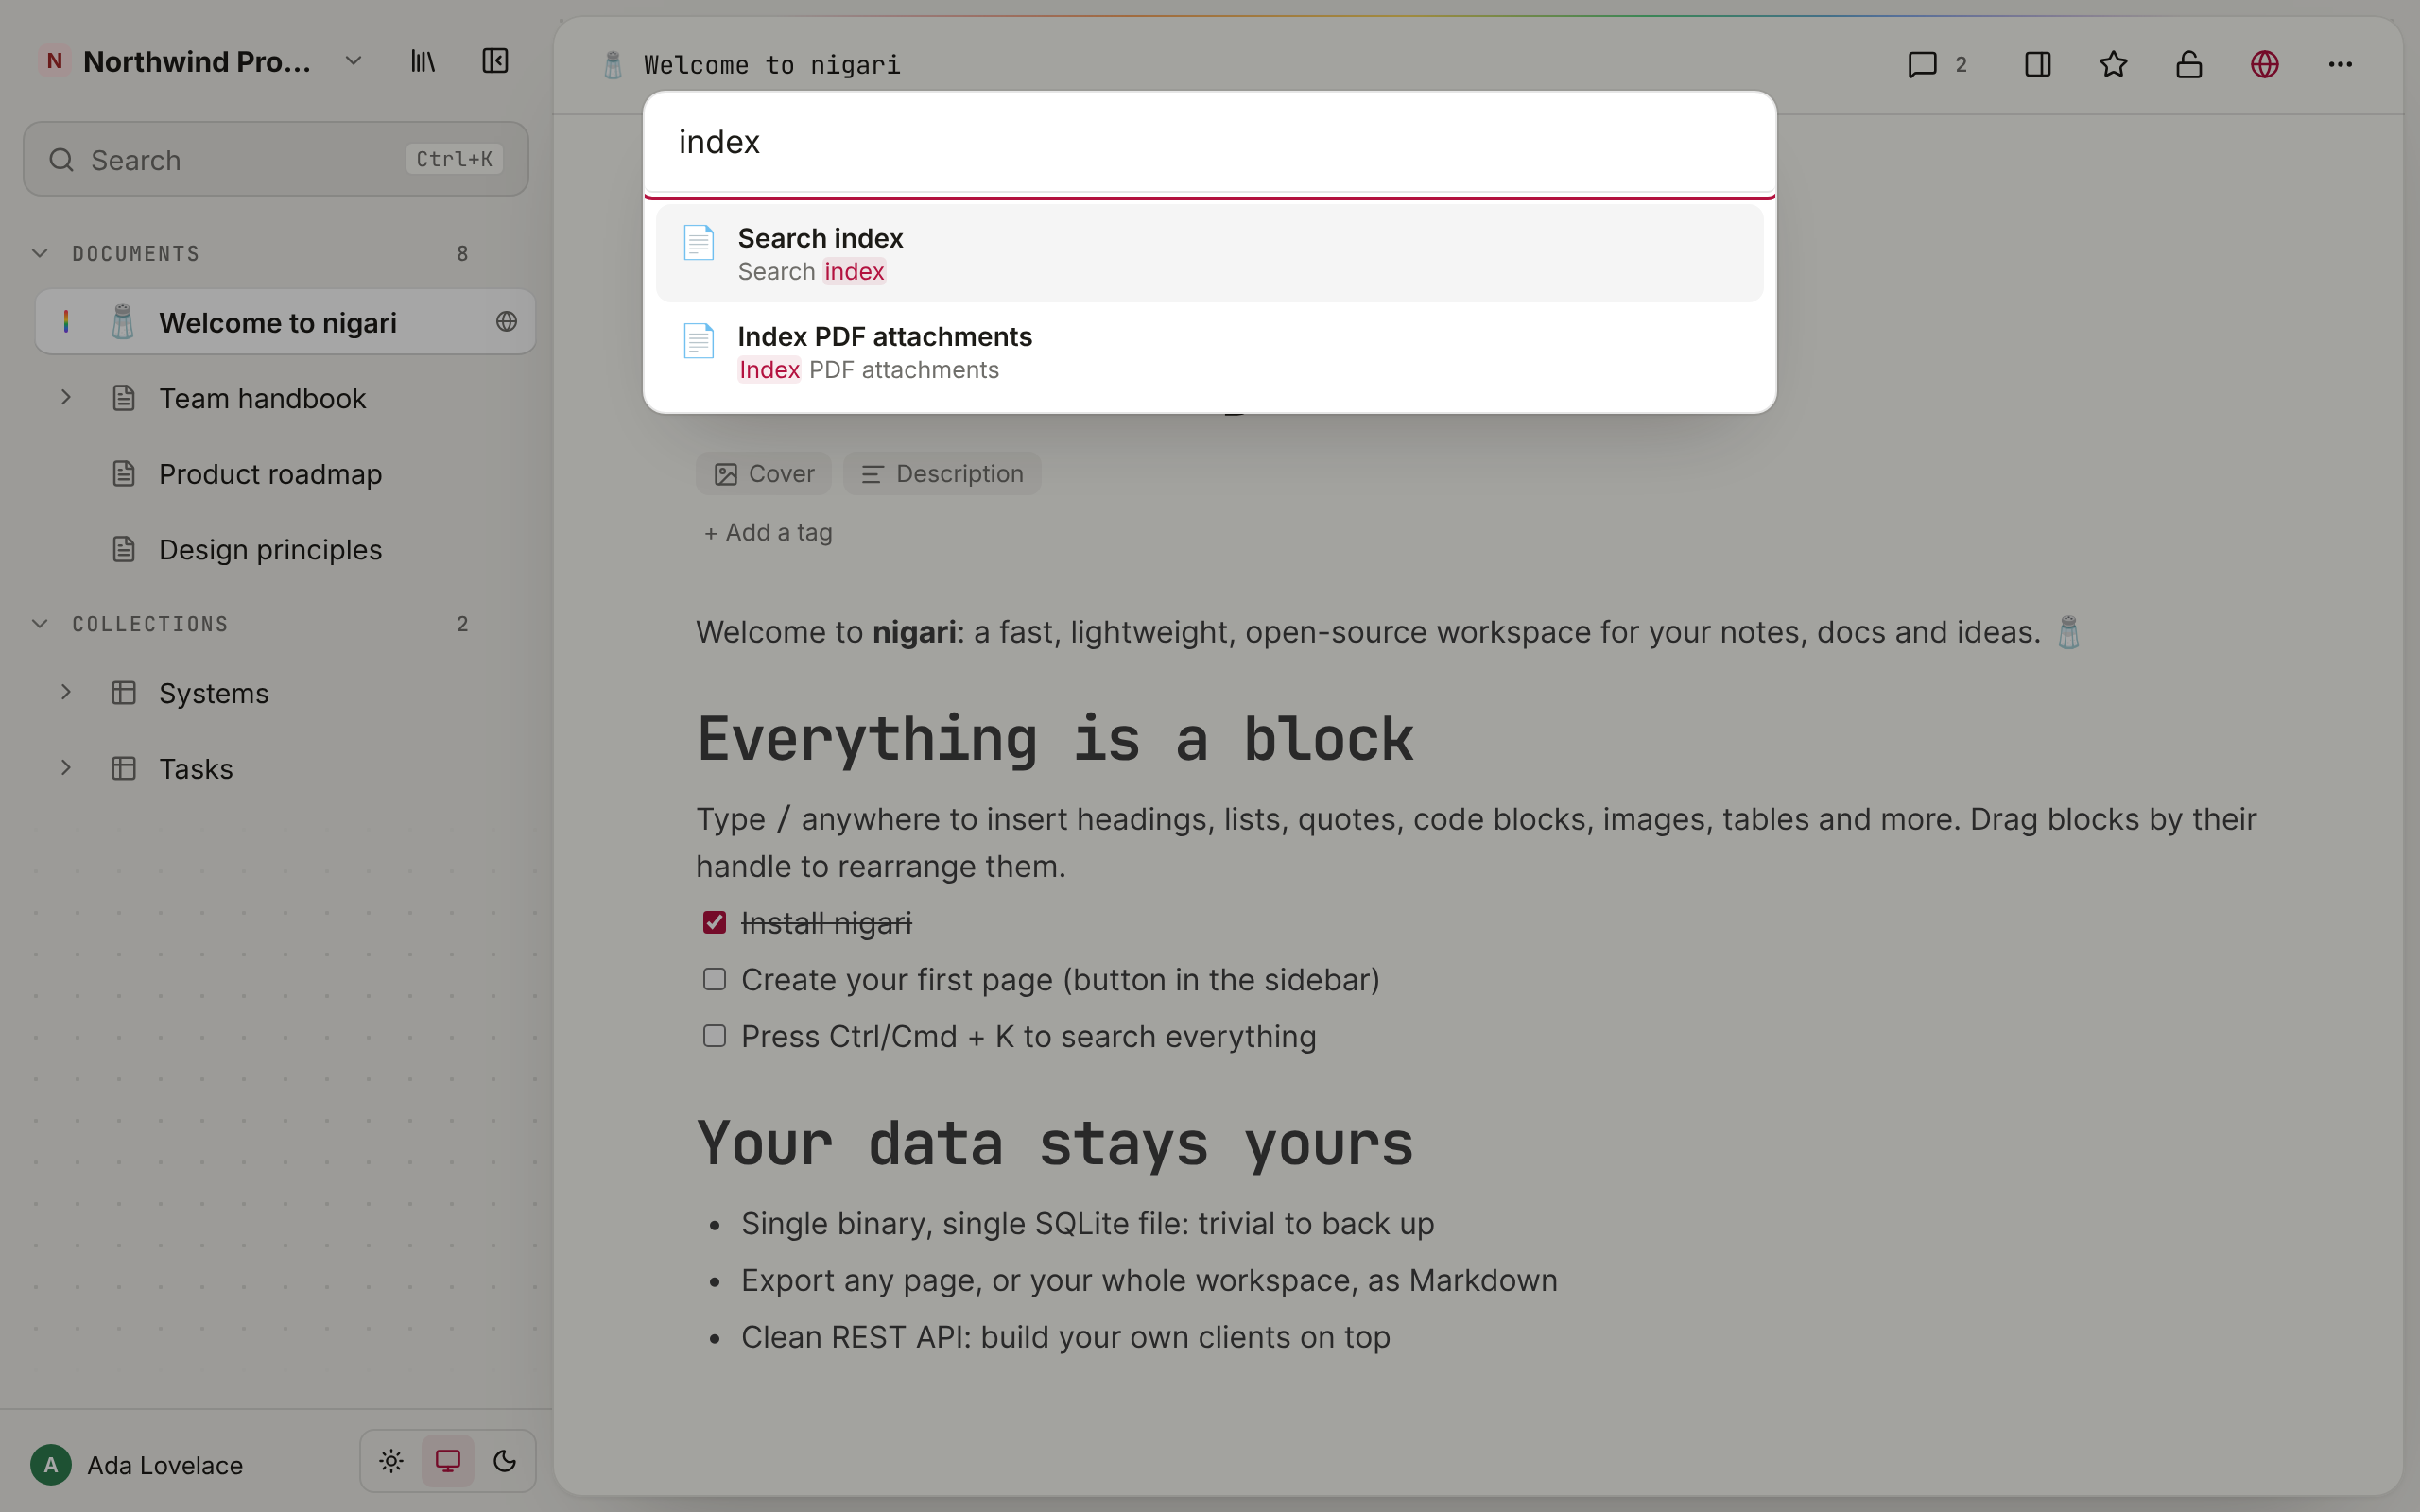 N Northwind Pro...
Search Ctrl+K
DOCUMENTS 8
Welcome to nigari
Team handbook
Product roadmap
Design principles
COLLECTIONS 2
Systems
Tasks
A Ada Lovelace
Welcome to nigari
2
index
Search index
Search index
Index PDF attachments
Index PDF attachments
Cover Description
+ Add a tag
Welcome to nigari: a fast, lightweight, open-source workspace for your notes, docs and ideas.
Everything is a block
Type / anywhere to insert headings, lists, quotes, code blocks, images, tables and more. Drag blocks by their
handle to rearrange them.
Install nigari
Create your first page (button in the sidebar)
Press Ctrl/Cmd + K to search everything
Your data stays yours
• Single binary, single SQLite file: trivial to back up
• Export any page, or your whole workspace, as Markdown
• Clean REST API: build your own clients on top